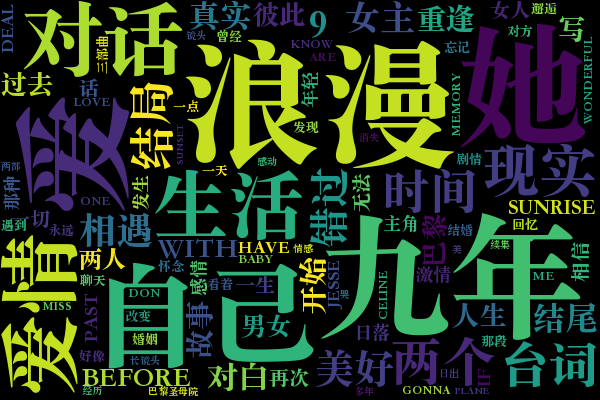 DEAL
对话
三部曲
真实
镜头
曾经
彼此
9
女主
重逢
女人
邂逅
对方
写
过去
话
LOVE
爱
结局
一点
SUNSET
浪漫
KNOW
ARE
年轻
发现
消失
忘记
MEMORY
她
WONDERFUL
两部
那种
ONE
发生
一天
感动
生活
错过
无法
剧情
现实
时间
SUNRISE
遇到
一切
永远
相遇
WITH
HAVE
情感
BABY
主角
巴黎
激情
结婚
美
续集
回忆
相信
ME
爱情
两人
聊天
怀念
感情
看着
一生
开始
JESSE
哭
CELINE
九年
MISS
PAST
DON
改变
婚姻
自己
故事
男女
日落
人生
那段
结尾
好像
长镜头
BEFORE
经历
巴黎圣母院
对白
再次
美好
多年
两个
GONNA
日出
PLANE
IF
台词